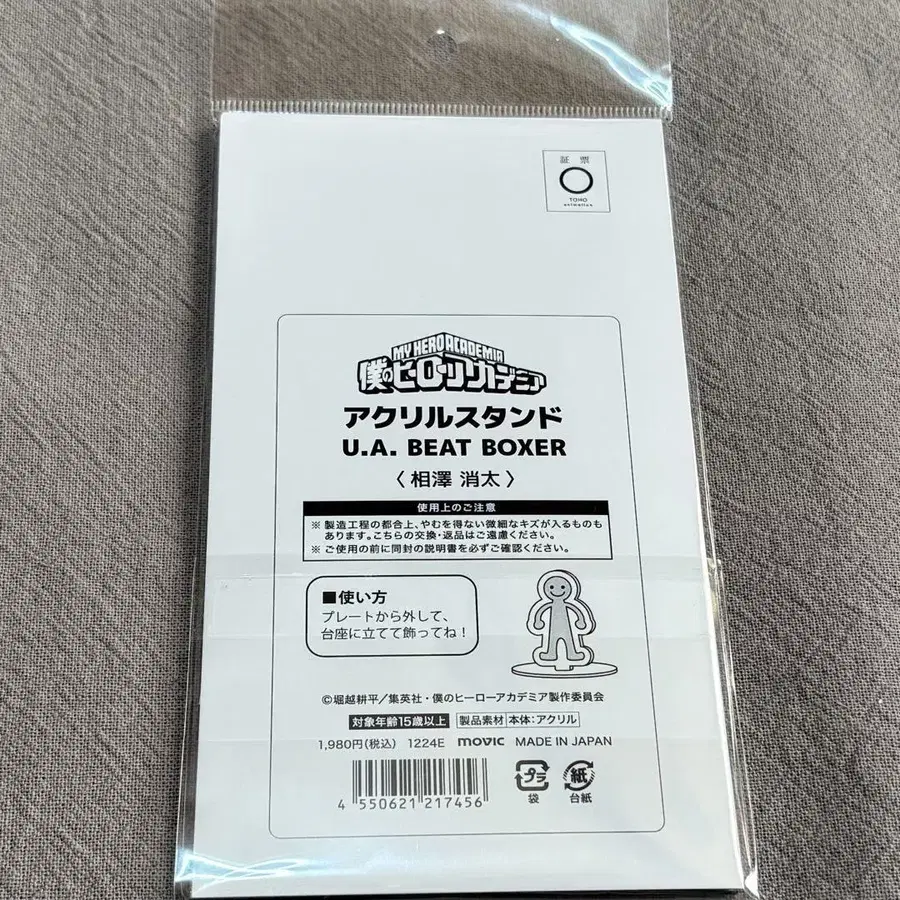 証 票
TOHO
animation
MY HERO ACADEMIA
僕のヒーローアカデミア
アクリルスタンド
U.A. BEAT BOXER
〈 相澤 消太 〉
使用上のご注意
※ 製造工程の都合上、やむを得ない微細なキズが入るものも
あります。こちらの交換・返品はご遠慮ください。
※ ご使用の前に同封の説明書を必ずご確認ください。
■使い方
プレートから外して、
台座に立てて飾ってね！
©堀越耕平／集英社・僕のヒーローアカデミア製作委員会
対象年齢15歳以上 製品素材 本体：アクリル
1,980円（税込） 1224E movic MADE IN JAPAN
4 550621 217456
プラ 紙
袋 台紙